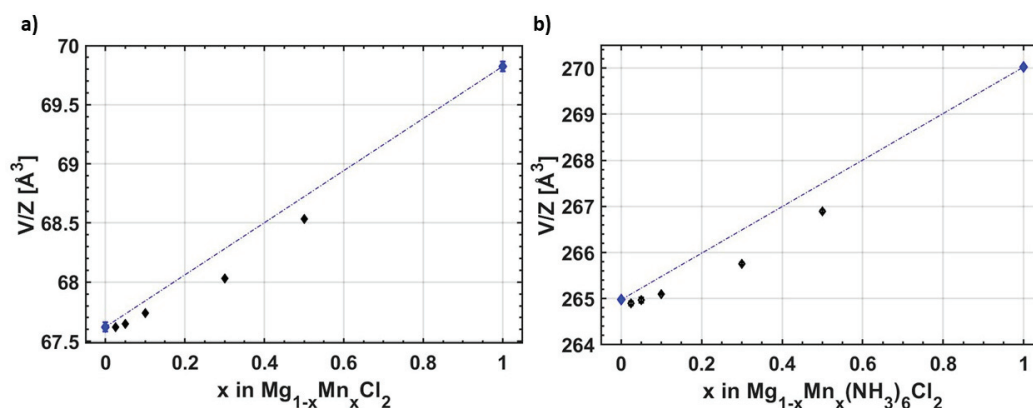 a)
70
69.5
69
68.5
68
67.5
V/Z [Å³]
0 0.2 0.4 0.6 0.8 1
x in Mg₁₋ₓMnₓCl₂
b)
270
269
268
267
266
265
264
V/Z [Å³]
0 0.2 0.4 0.6 0.8 1
x in Mg₁₋ₓMnₓ(NH₃)₆Cl₂